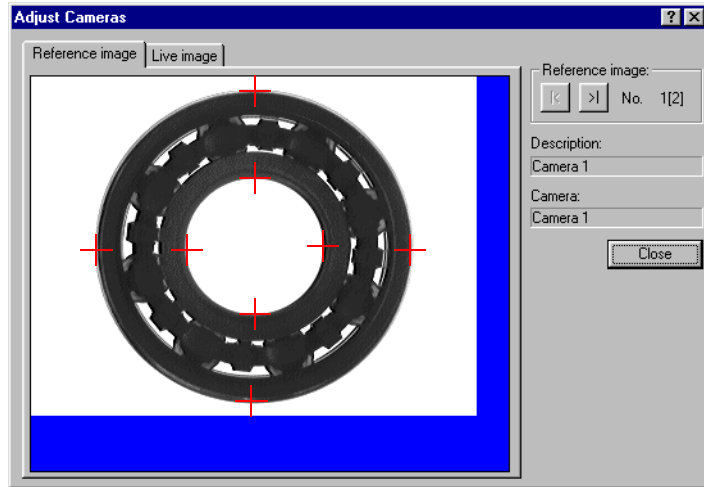 Adjust Cameras
Reference image
Live image
Reference image:
No. 1[2]
Description:
Camera 1
Camera:
Camera 1
Close